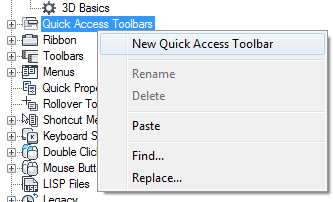 3D Basics
Quick Access Toolbars
New Quick Access Toolbar
Ribbon
Toolbars
Rename
Menus
Delete
Quick Prope
Rollover To
Shortcut Me
Paste
Keyboard S
Double Clic
Find...
Mouse But
Replace...
LISP Files
Legacy